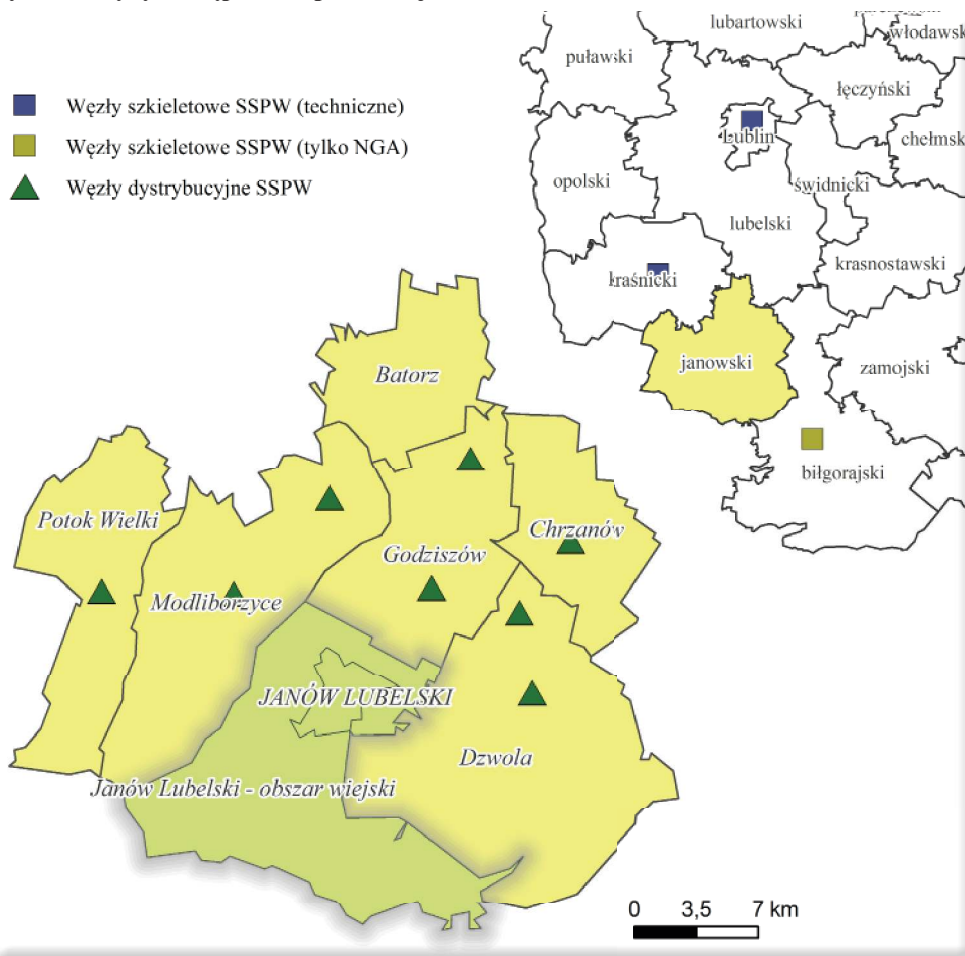 lubartowski
włodawsk
puławski
łęczyński
Węzły szkieletowe SSPW (techniczne)
Lublin
chełmsk
Węzły szkieletowe SSPW (tylko NGA)
opolski
świdnicki
Węzły dystrybucyjne SSPW
lubelski
krasnostawski
kraśnicki
janowski
zamojski
Batorz
biłgorajski
Potok Wielki
Chrzanów
Godziszów
Modliborzyce
JANÓW LUBELSKI
Dzwola
Janów Lubelski - obszar wiejski
0 3,5 7 km